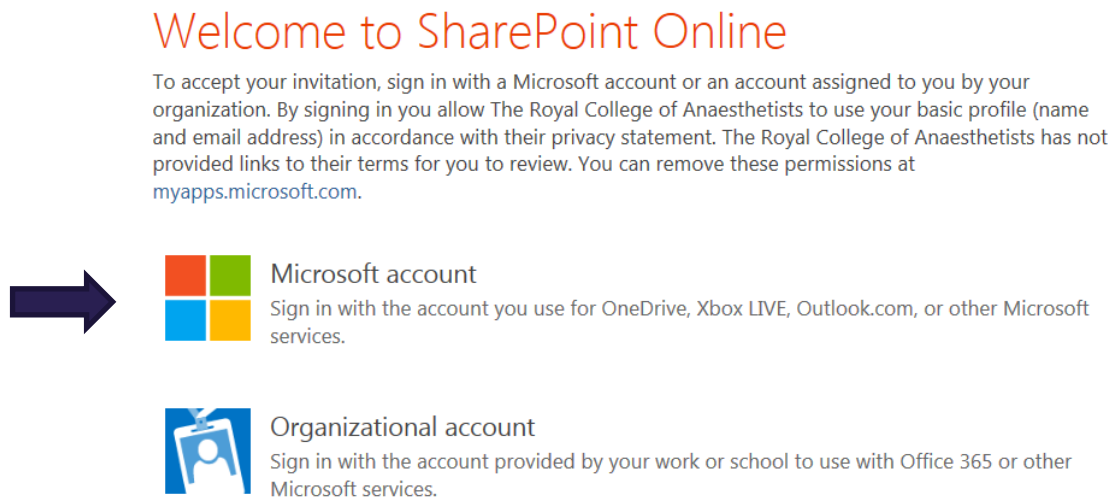 Welcome to SharePoint Online
To accept your invitation, sign in with a Microsoft account or an account assigned to you by your
organization. By signing in you allow The Royal College of Anaesthetists to use your basic profile (name
and email address) in accordance with their privacy statement. The Royal College of Anaesthetists has not
provided links to their terms for you to review. You can remove these permissions at
myapps.microsoft.com.
Microsoft account
Sign in with the account you use for OneDrive, Xbox LIVE, Outlook.com, or other Microsoft
services.
Organizational account
Sign in with the account provided by your work or school to use with Office 365 or other
Microsoft services.